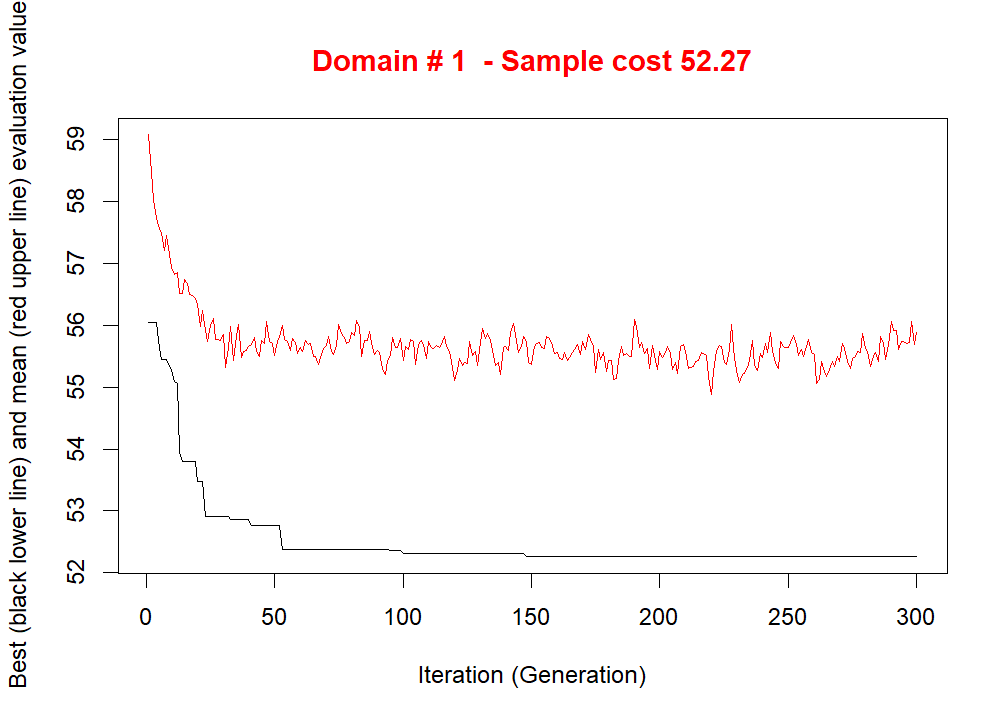 Domain # 1  - Sample cost 52.27
Best (black lower line) and mean (red upper line) evaluation value
59
58
57
56
55
54
53
52
0 50 100 150 200 250 300
Iteration (Generation)